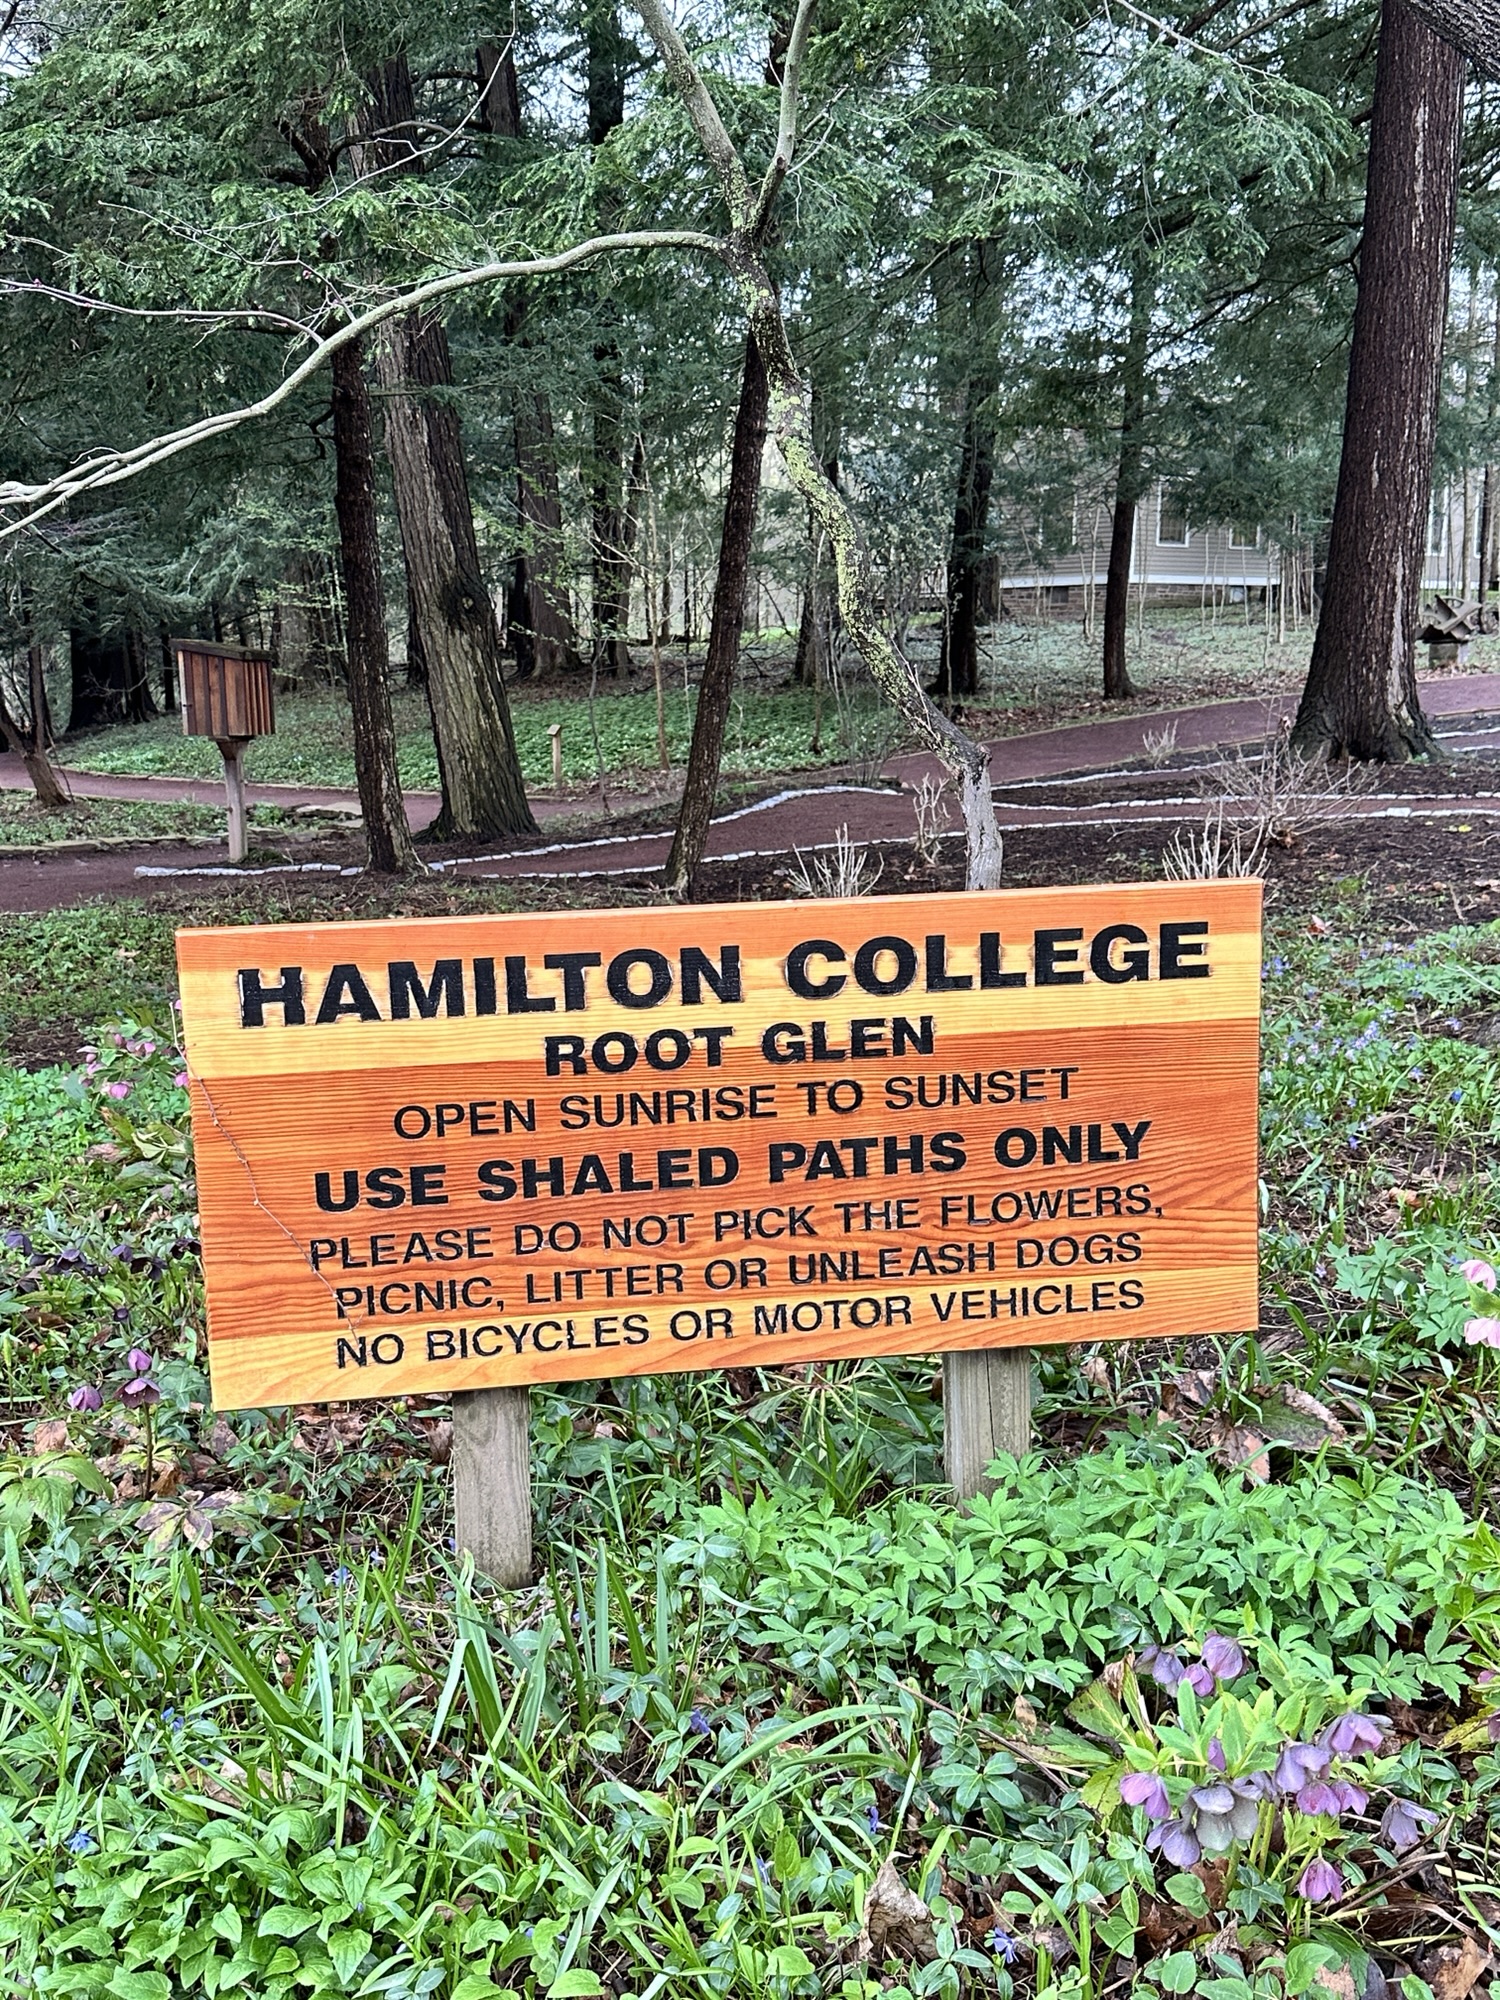 HAMILTON COLLEGE
ROOT GLEN
OPEN SUNRISE TO SUNSET
USE SHALED PATHS ONLY
PLEASE DO NOT PICK THE FLOWERS,
PICNIC, LITTER OR UNLEASH DOGS
NO BICYCLES OR MOTOR VEHICLES